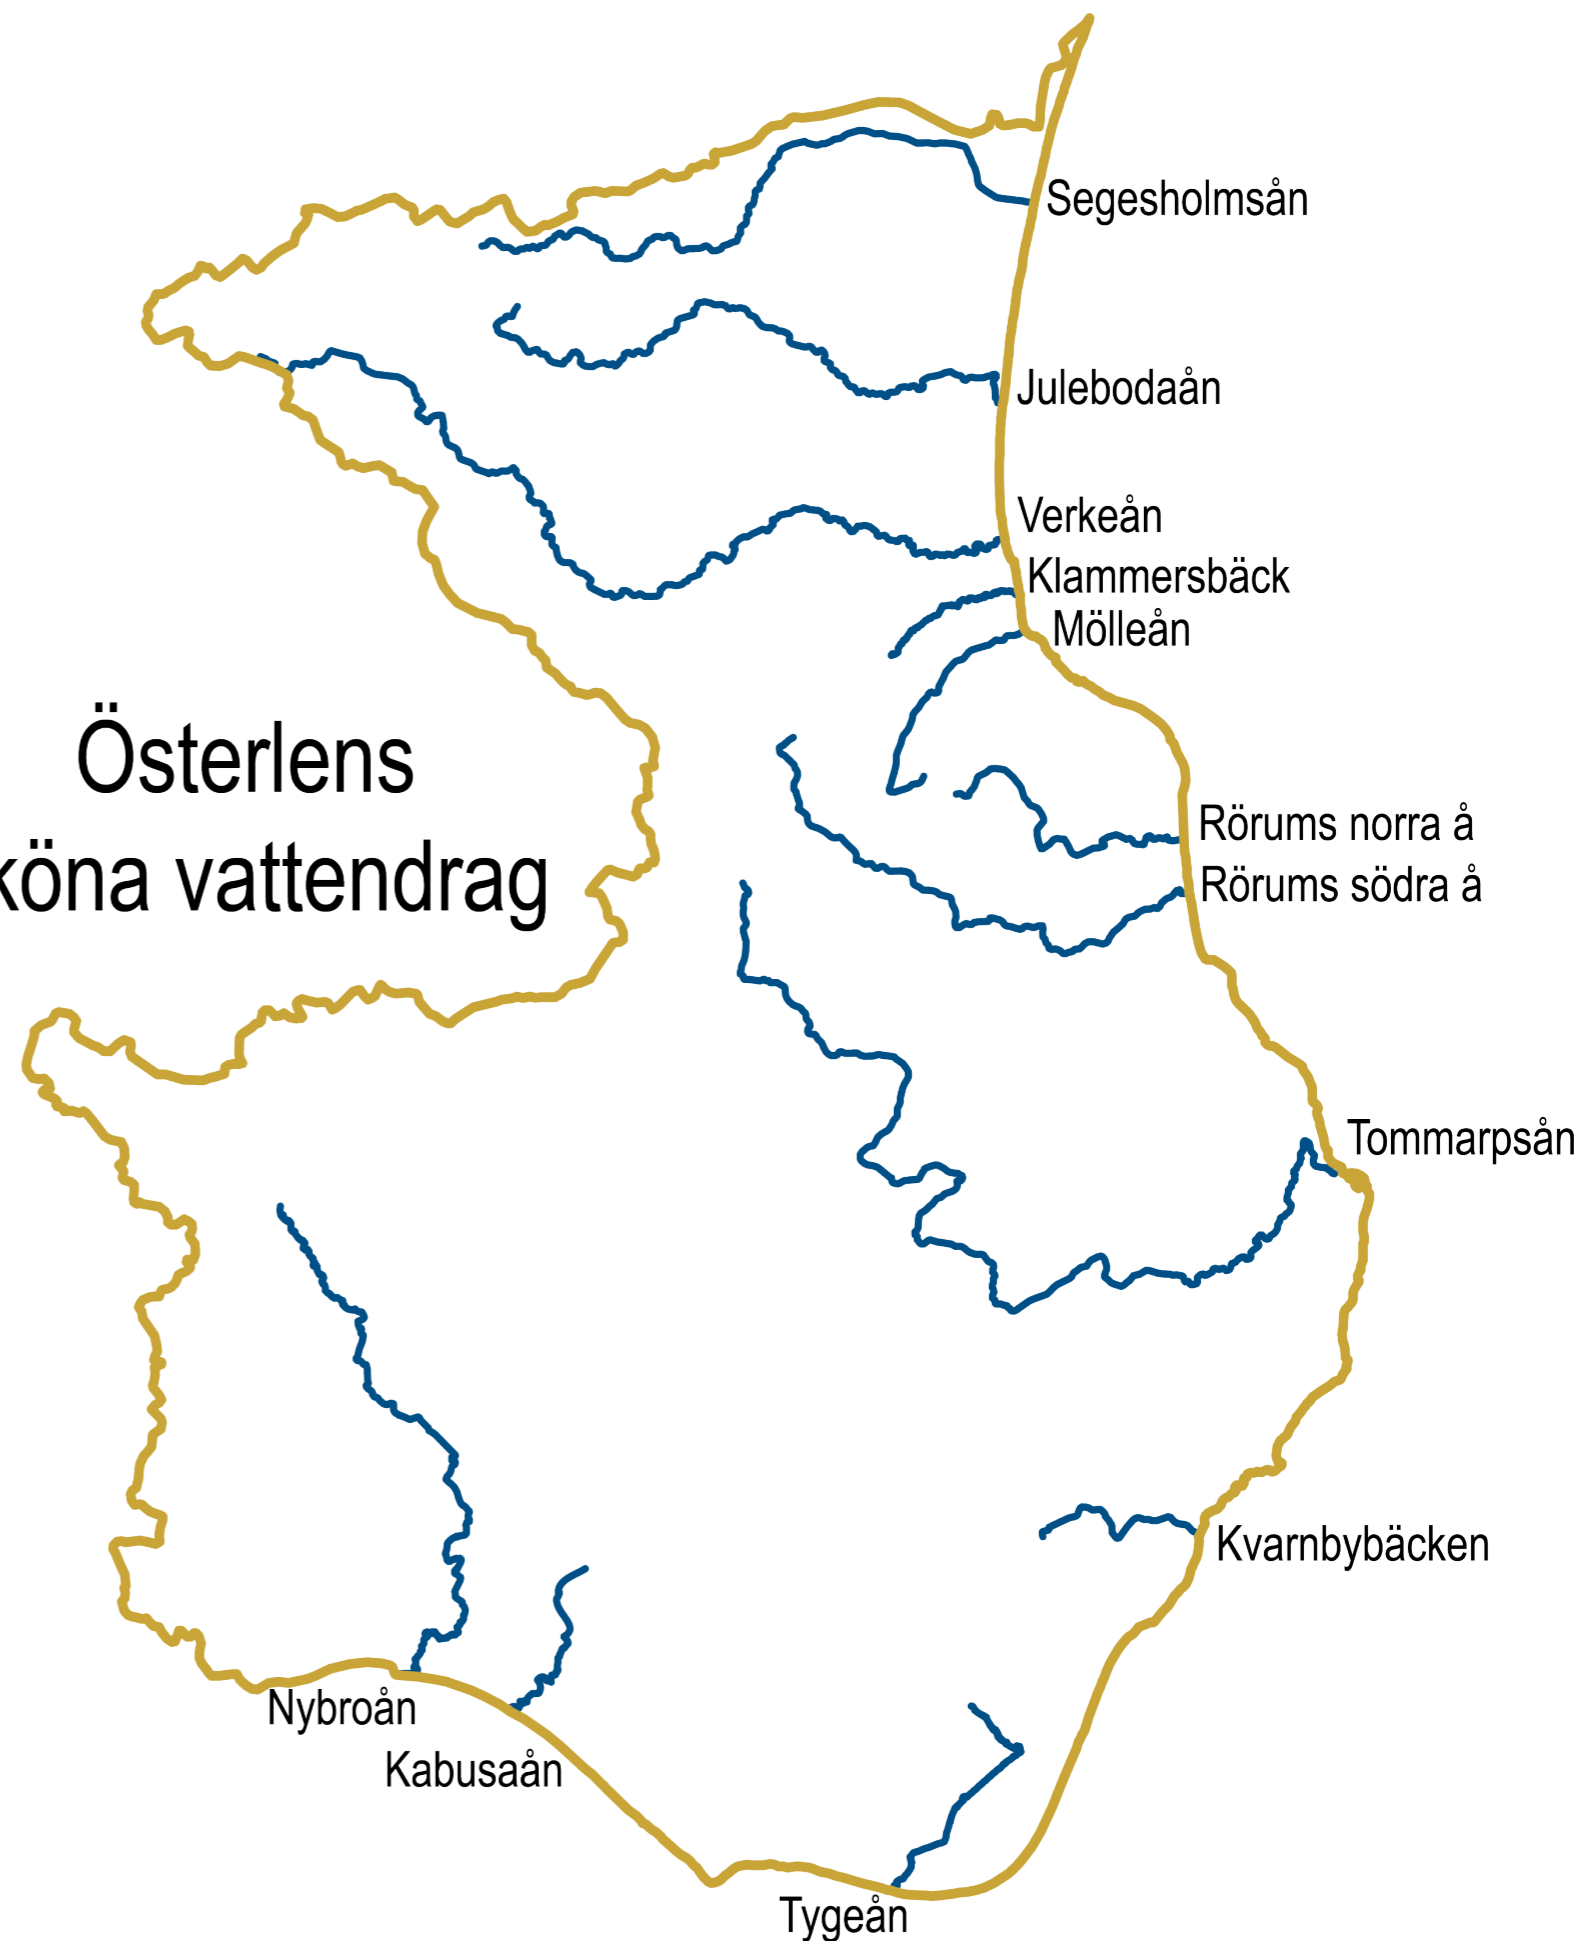 Segesholmsån
Julebodaån
Verkeån
Klammersbäck
Mölleån
Österlens
köna vattendrag
Rörums norra å
Rörums södra å
Tommarpsån
Kvarnbybäcken
Nybroån
Kabusaån
Tygeån